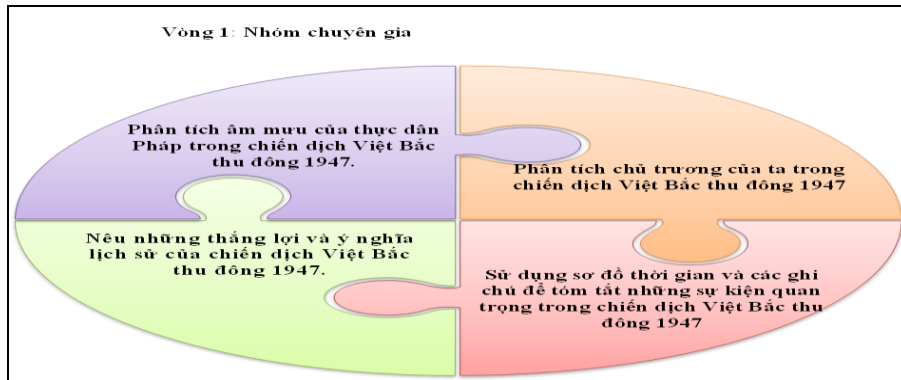 Vòng 1: Nhóm chuyên gia
Phân tích âm mưu của thực dân
Pháp trong chiến dịch Việt Bắc
thu đông 1947.
Phân tích chủ trương của ta trong
chiến dịch Việt Bắc thu đông 1947
Nêu những thắng lợi và ý nghĩa
lịch sử của chiến dịch Việt Bắc
thu đông 1947.
Sử dụng sơ đồ thời gian và các ghi
chú để tóm tắt những sự kiện quan
trọng trong chiến dịch Việt Bắc thu
đông 1947